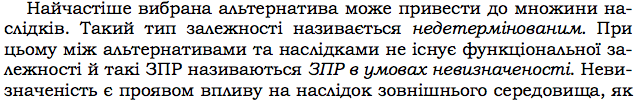 Найчастіше вибрана альтернатива може привести до множини на-
слідків. Такий тип залежності називається недетермінованим. При
цьому між альтернативами та наслідками не існує функціональної за-
лежності й такі ЗПР називаються ЗПР в умовах невизначеності. Неви-
значеність є проявом впливу на наслідок зовнішнього середовища, як